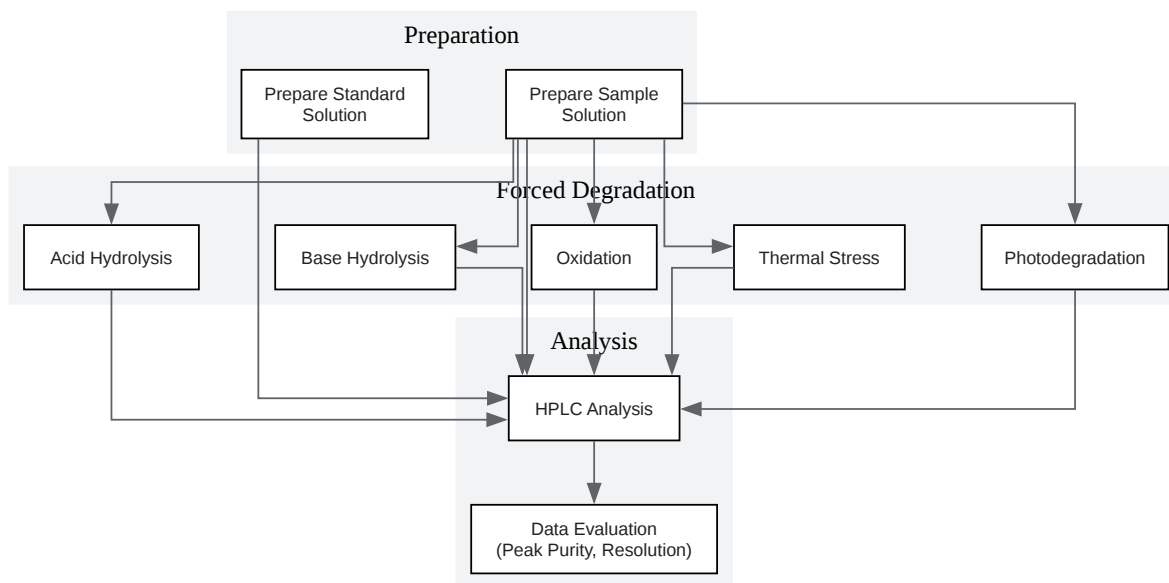 Preparation
Prepare Standard
Solution
Prepare Sample
Solution
Forced Degradation
Acid Hydrolysis
Base Hydrolysis
Oxidation
Thermal Stress
Photodegradation
Analysis
HPLC Analysis
Data Evaluation
(Peak Purity, Resolution)